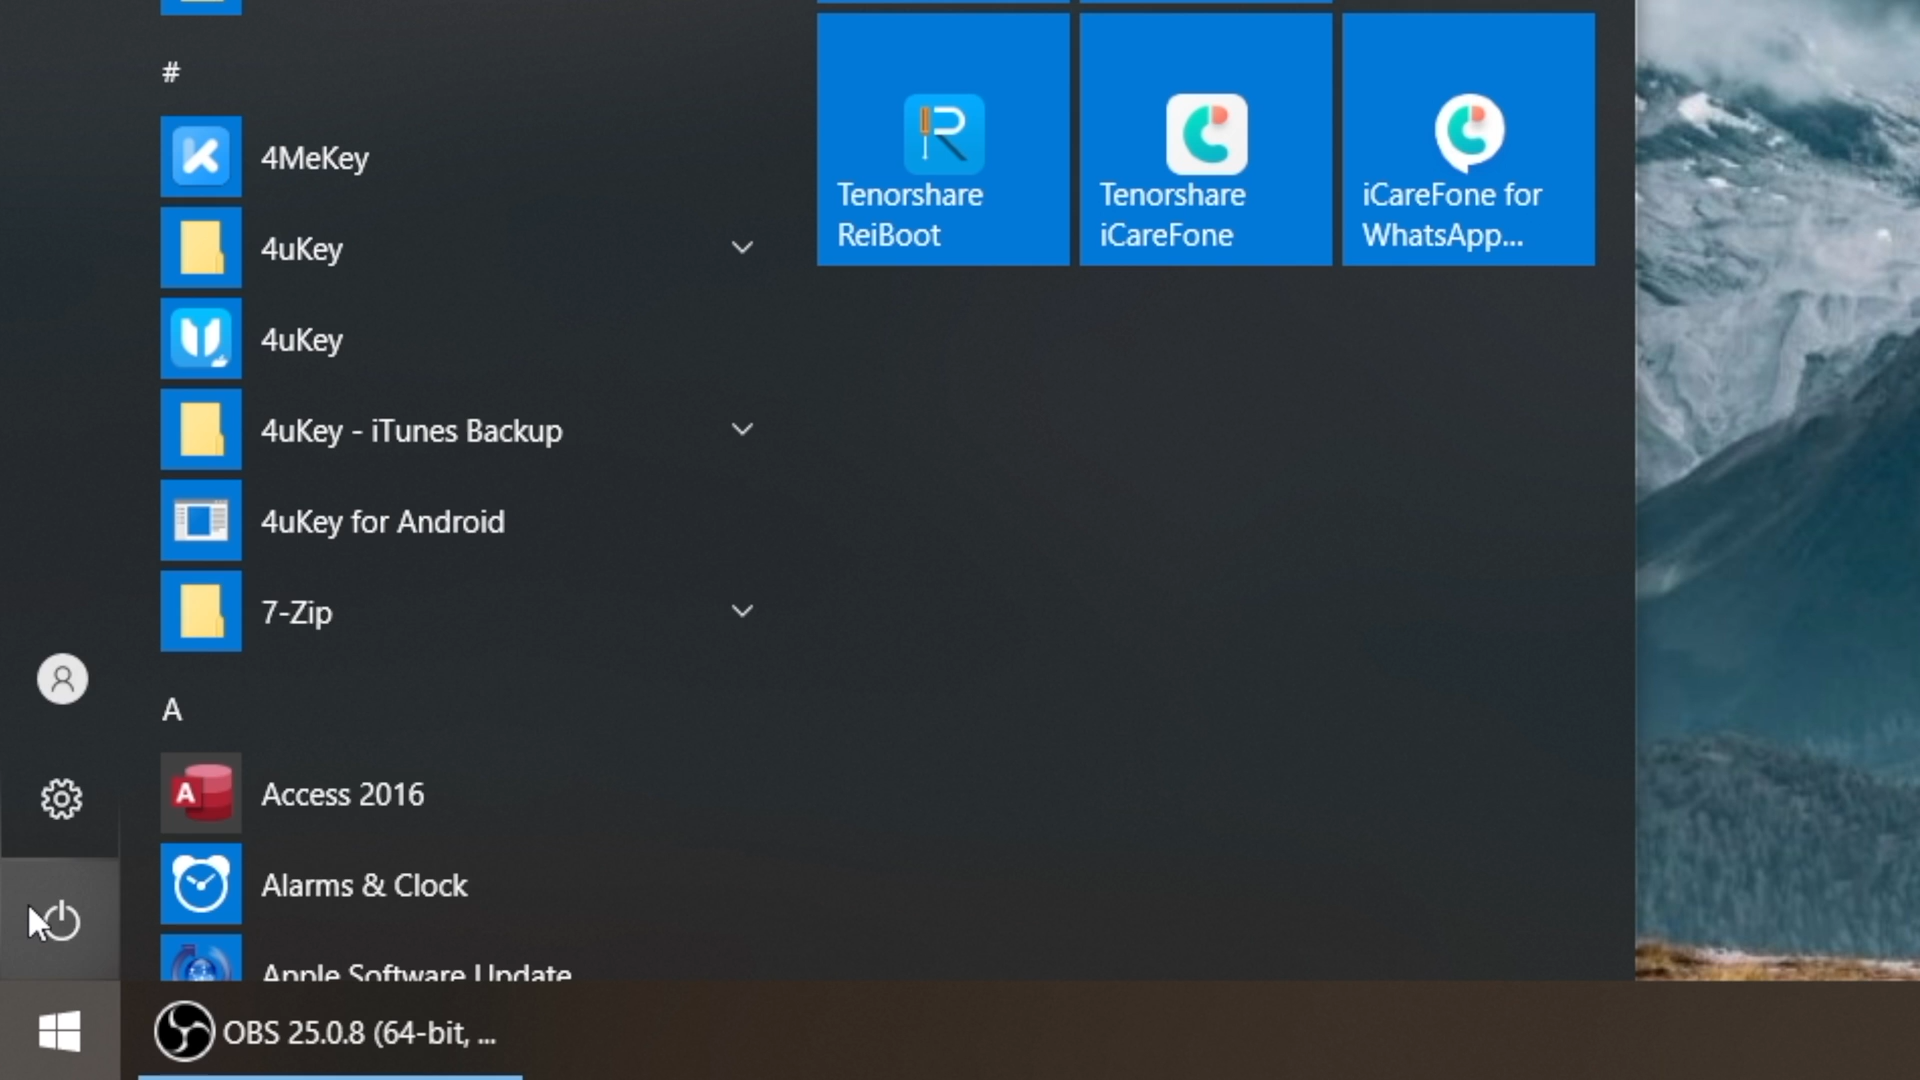 #
4MeKey
4uKey
4uKey
4uKey - iTunes Backup
4uKey for Android
7-Zip
A
Access 2016
Alarms & Clock
Apple Software Update
Tenorshare
ReiBoot
Tenorshare
iCareFone
iCareFone for
WhatsApp...
OBS 25.0.8 (64-bit, ...